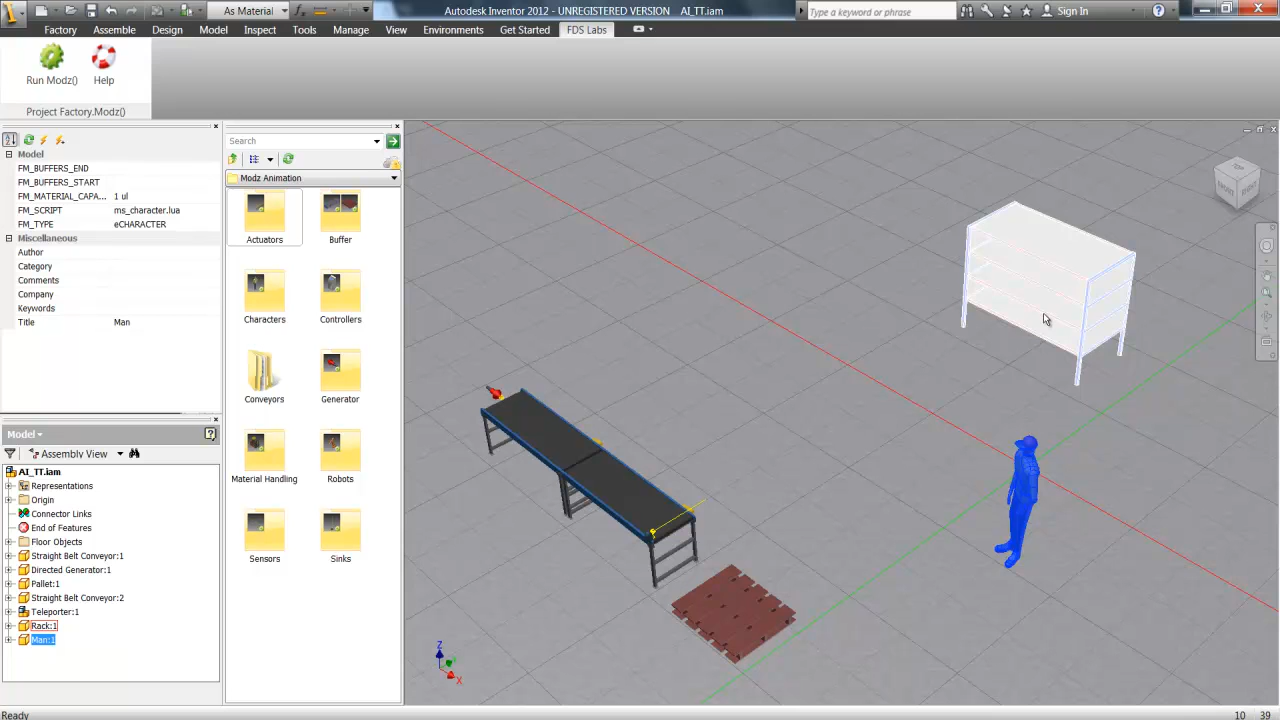 As Material
Autodesk Inventor 2012 - UNREGISTERED VERSION AI_TT.iam
Type a keyword or phrase
Sign In
Factory Assemble Design Model Inspect Tools Manage View Environments Get Started FDS Labs
Run Modz() Help
Project Factory.Modz()
Model
FM_BUFFERS_END
FM_BUFFERS_START
FM_MATERIAL_CAPA... 1 ul
FM_SCRIPT ms_character.lua
FM_TYPE eCHARACTER
Miscellaneous
Author
Category
Comments
Company
Keywords
Title Man
Model
Assembly View
AI_TT.iam
Representations
Origin
Connector Links
End of Features
Floor Objects
Straight Belt Conveyor:1
Directed Generator:1
Pallet:1
Straight Belt Conveyor:2
Teleporter:1
Rack:1
Man:1
Search
Modz Animation
Actuators Buffer
Characters Controllers
Conveyors Generator
Material Handling Robots
Sensors Sinks
Z
X
Ready
10 39